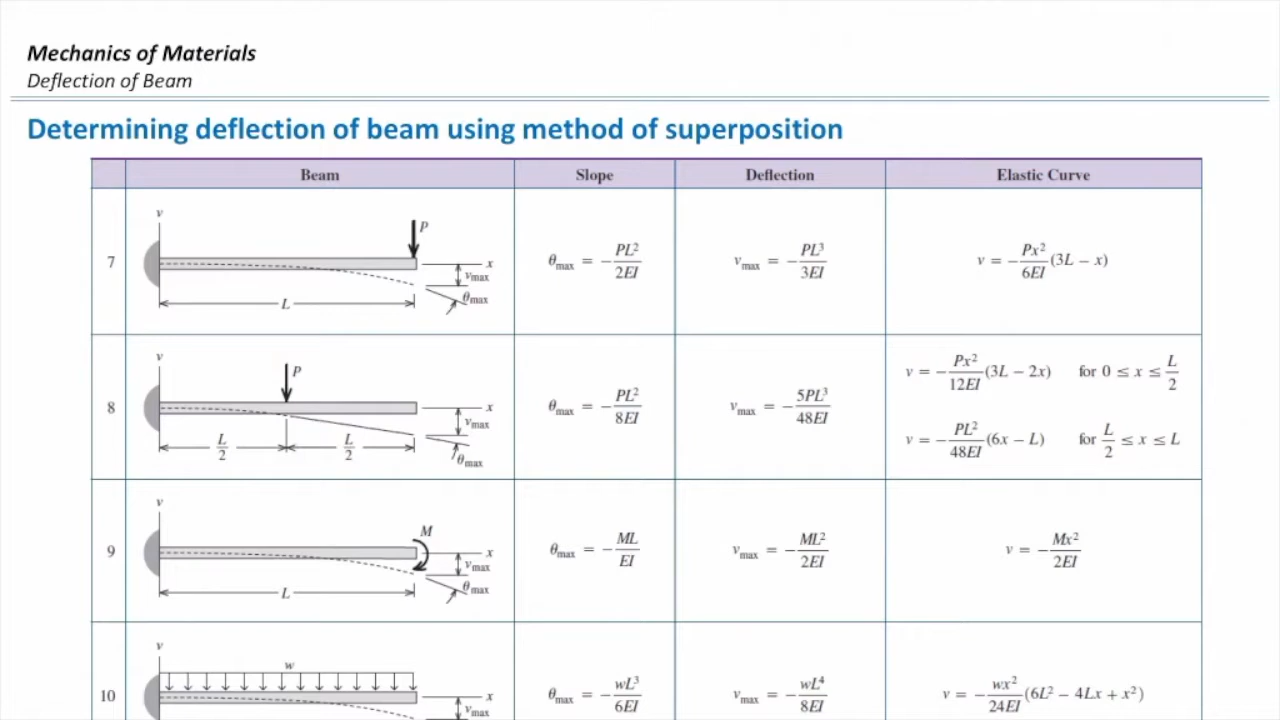 Mechanics of Materials
Deflection of Beam
Determining deflection of beam using method of superposition
Beam Slope Deflection Elastic Curve
7
v
P
x
v_max
θ_max
L
θ_max = −PL²/2EI
v_max = −PL³/3EI
v = −Px²/6EI (3L − x)
8
v
P
x
v_max
θ_max
L/2
L/2
θ_max = −PL²/8EI
v_max = −5PL³/48EI
v = −Px²/12EI (3L − 2x) for 0 ≤ x ≤ L/2
v = −PL²/48EI (6x − L) for L/2 ≤ x ≤ L
9
v
M
x
v_max
θ_max
L
θ_max = −ML/EI
v_max = −ML²/2EI
v = −Mx²/2EI
10
v
w
x
v_max
θ_max = −wL³/6EI
v_max = −wL⁴/8EI
v = −wx²/24EI (6L² − 4Lx + x²)